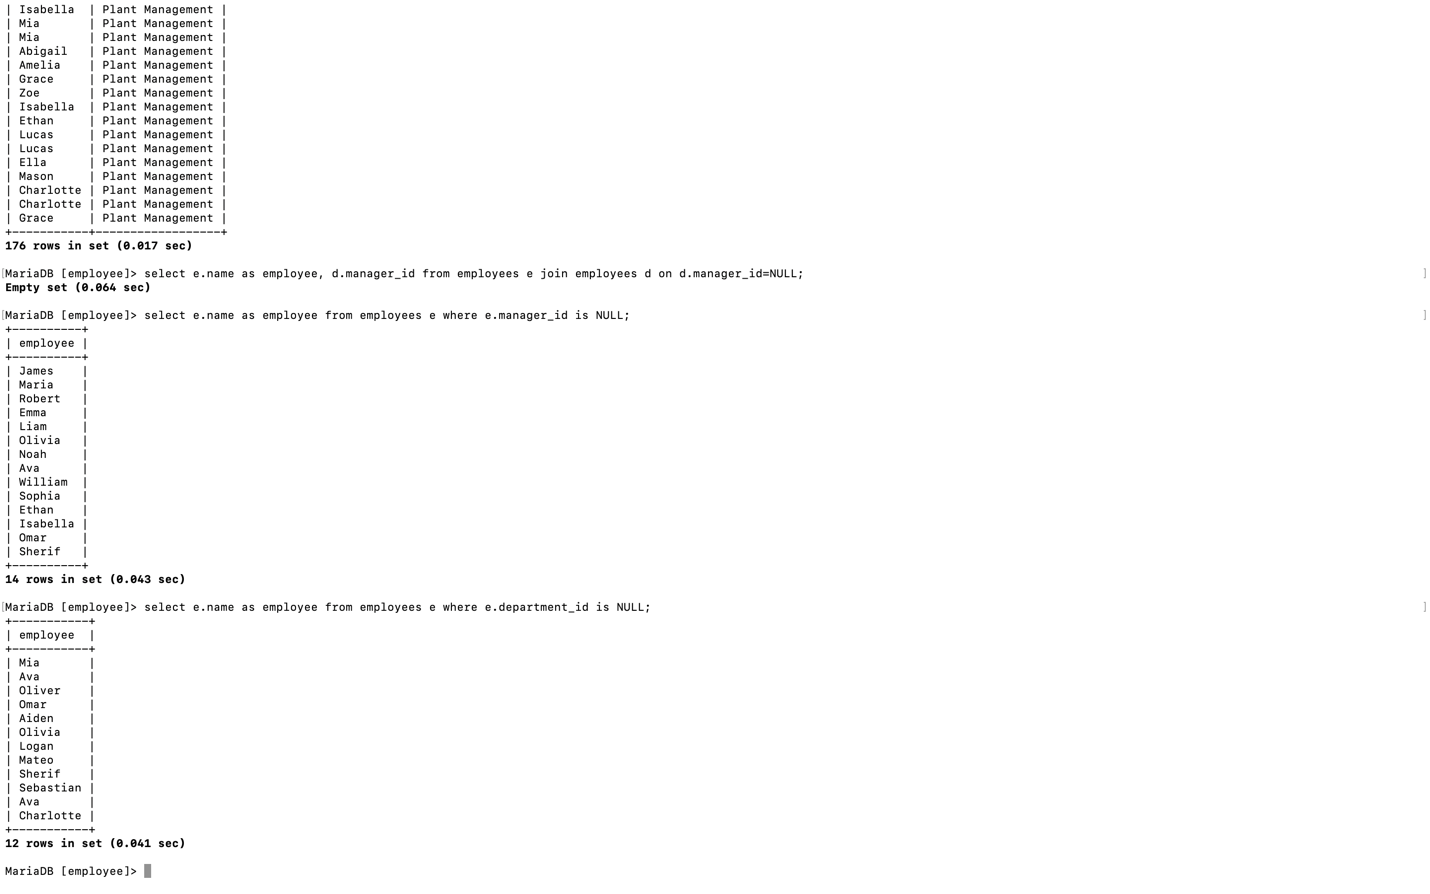 | Isabella  | Plant Management |
| Mia       | Plant Management |
| Mia       | Plant Management |
| Abigail   | Plant Management |
| Amelia    | Plant Management |
| Grace     | Plant Management |
| Zoe       | Plant Management |
| Isabella  | Plant Management |
| Ethan     | Plant Management |
| Lucas     | Plant Management |
| Lucas     | Plant Management |
| Ella      | Plant Management |
| Mason     | Plant Management |
| Charlotte | Plant Management |
| Charlotte | Plant Management |
| Grace     | Plant Management |
+-----------+------------------+
176 rows in set (0.017 sec)
[MariaDB [employee]> select e.name as employee, d.manager_id from employees e join employees d on d.manager_id=NULL; ]
Empty set (0.064 sec)
[MariaDB [employee]> select e.name as employee from employees e where e.manager_id is NULL; ]
+----------+
| employee |
+----------+
| James    |
| Maria    |
| Robert   |
| Emma     |
| Liam     |
| Olivia   |
| Noah     |
| Ava      |
| William  |
| Sophia   |
| Ethan    |
| Isabella |
| Omar     |
| Sherif   |
+----------+
14 rows in set (0.043 sec)
[MariaDB [employee]> select e.name as employee from employees e where e.department_id is NULL; ]
+-----------+
| employee  |
+-----------+
| Mia       |
| Ava       |
| Oliver    |
| Omar      |
| Aiden     |
| Olivia    |
| Logan     |
| Mateo     |
| Sherif    |
| Sebastian |
| Ava       |
| Charlotte |
+-----------+
12 rows in set (0.041 sec)
MariaDB [employee]>